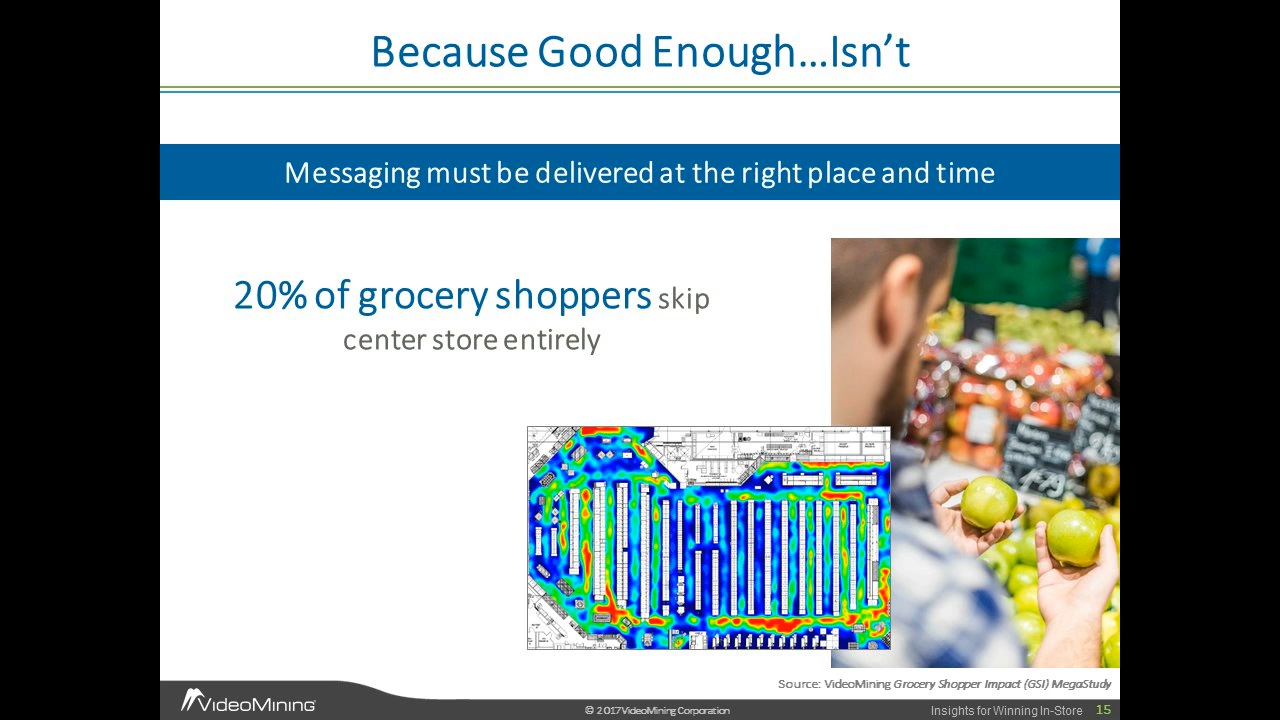 Because Good Enough…Isn’t
Messaging must be delivered at the right place and time
20% of grocery shoppers skip
center store entirely
Source: VideoMining Grocery Shopper Impact (GSI) MegaStudy
VideoMining
© 2017 VideoMining Corporation
Insights for Winning In-Store 15